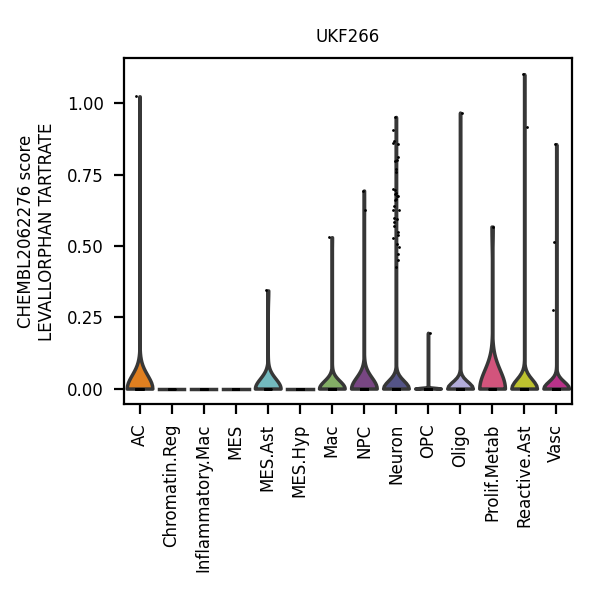 UKF266
CHEMBL2062276 score
LEVALLORPHAN TARTRATE
1.00
0.75
0.50
0.25
0.00
AC
Chromatin.Reg
Inflammatory.Mac
MES
MES.Ast
MES.Hyp
Mac
NPC
Neuron
OPC
Oligo
Prolif.Metab
Reactive.Ast
Vasc